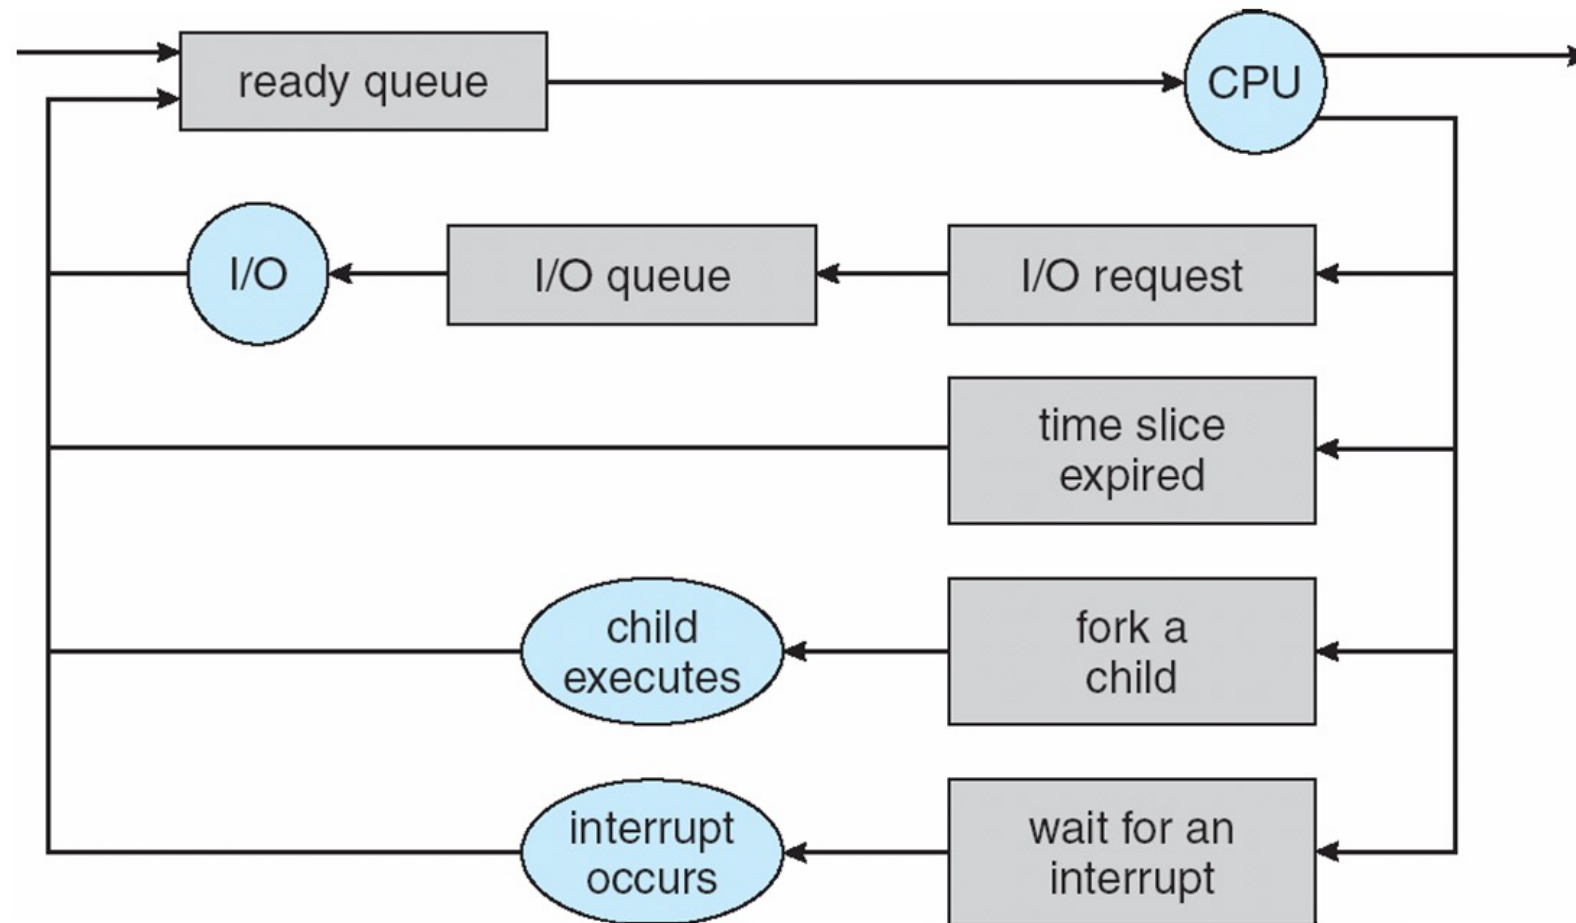 ready queue
CPU
I/O
I/O queue
I/O request
time slice
expired
child
executes
fork a
child
interrupt
occurs
wait for an
interrupt